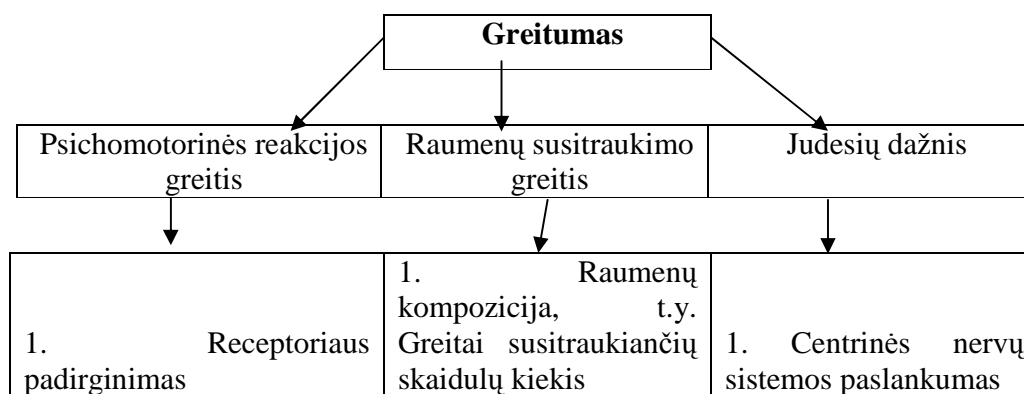 Greitumas
Psichomotorinės reakcijos
greitis
Raumenų susitraukimo
greitis
Judesių dažnis
1. Receptoriaus
padirginimas
1. Raumenų
kompozicija, t.y.
Greitai susitraukiančių
skaidulų kiekis
1. Centrinės nervų
sistemos paslankumas